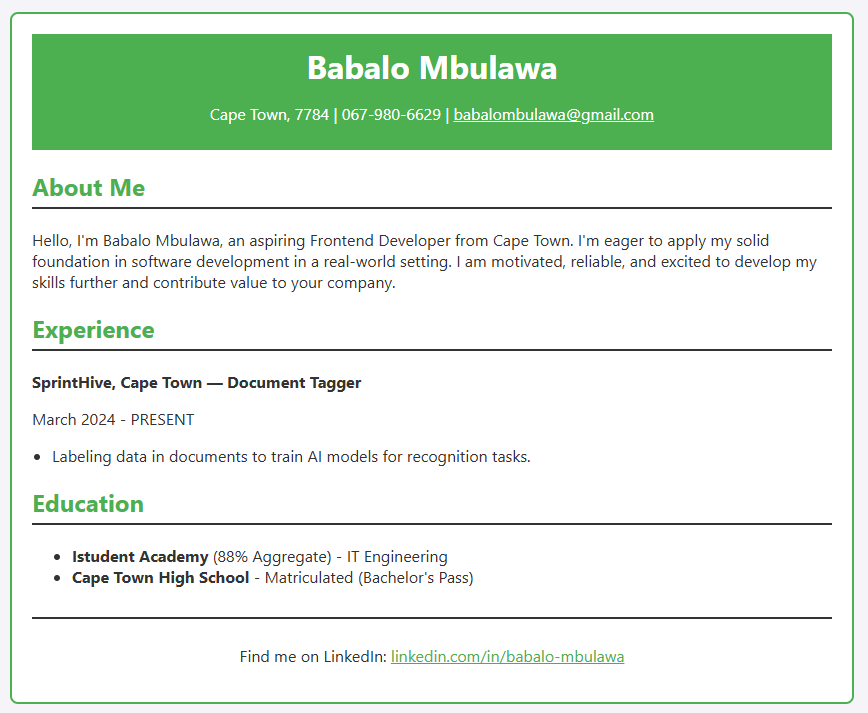 Babalo Mbulawa
Cape Town, 7784 | 067-980-6629 | babalombulawa@gmail.com
About Me
Hello, I'm Babalo Mbulawa, an aspiring Frontend Developer from Cape Town. I'm eager to apply my solid
foundation in software development in a real-world setting. I am motivated, reliable, and excited to develop my
skills further and contribute value to your company.
Experience
SprintHive, Cape Town — Document Tagger
March 2024 - PRESENT
• Labeling data in documents to train AI models for recognition tasks.
Education
• Istudent Academy (88% Aggregate) - IT Engineering
• Cape Town High School - Matriculated (Bachelor's Pass)
Find me on LinkedIn: linkedin.com/in/babalo-mbulawa